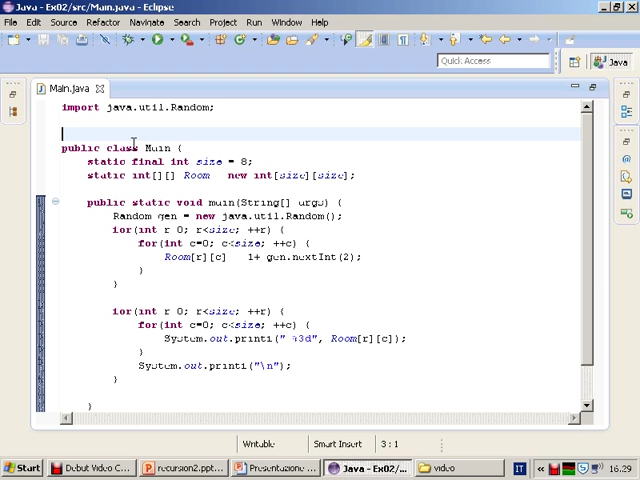 Java - Ex02/src/Main.java - Eclipse
File Edit Source Refactor Navigate Search Project Run Window Help
Quick Access
Java
Main.java
import java.util.Random;
public class Main {
static final int size = 8;
static int[][] Room = new int[size][size];
public static void main(String[] args) {
Random gen = new java.util.Random();
for(int r=0; r<size; ++r) {
for(int c=0; c<size; ++c) {
Room[r][c] = 1+ gen.nextInt(2);
}
}
for(int r=0; r<size; ++r) {
for(int c=0; c<size; ++c) {
System.out.printf(" %3d", Room[r][c]);
}
System.out.printf("\n");
}
}
Writable Smart Insert 3 : 1
Start Debut Video C... recursion2.ppt... Presentazione ... Java - Ex02/... video IT « 16.29